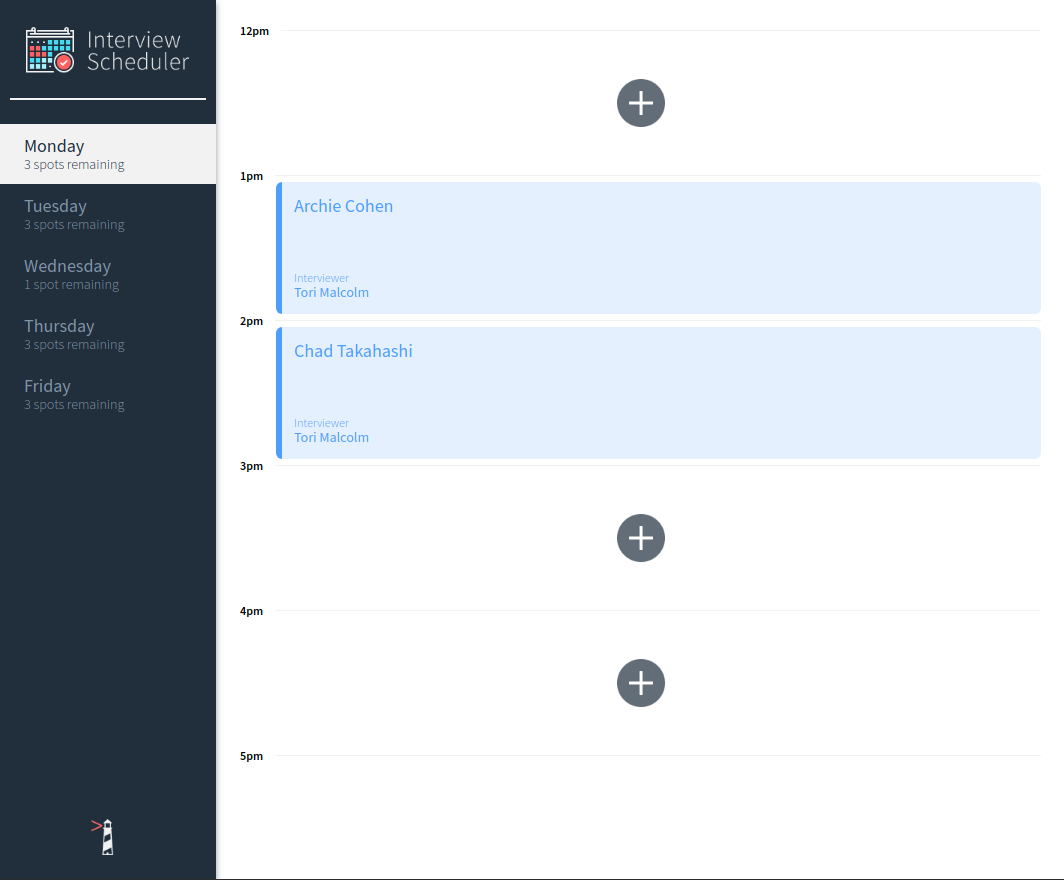 Interview
Scheduler
Monday
3 spots remaining
Tuesday
3 spots remaining
Wednesday
1 spot remaining
Thursday
3 spots remaining
Friday
3 spots remaining
12pm
1pm
Archie Cohen
Interviewer
Tori Malcolm
2pm
Chad Takahashi
Interviewer
Tori Malcolm
3pm
4pm
5pm